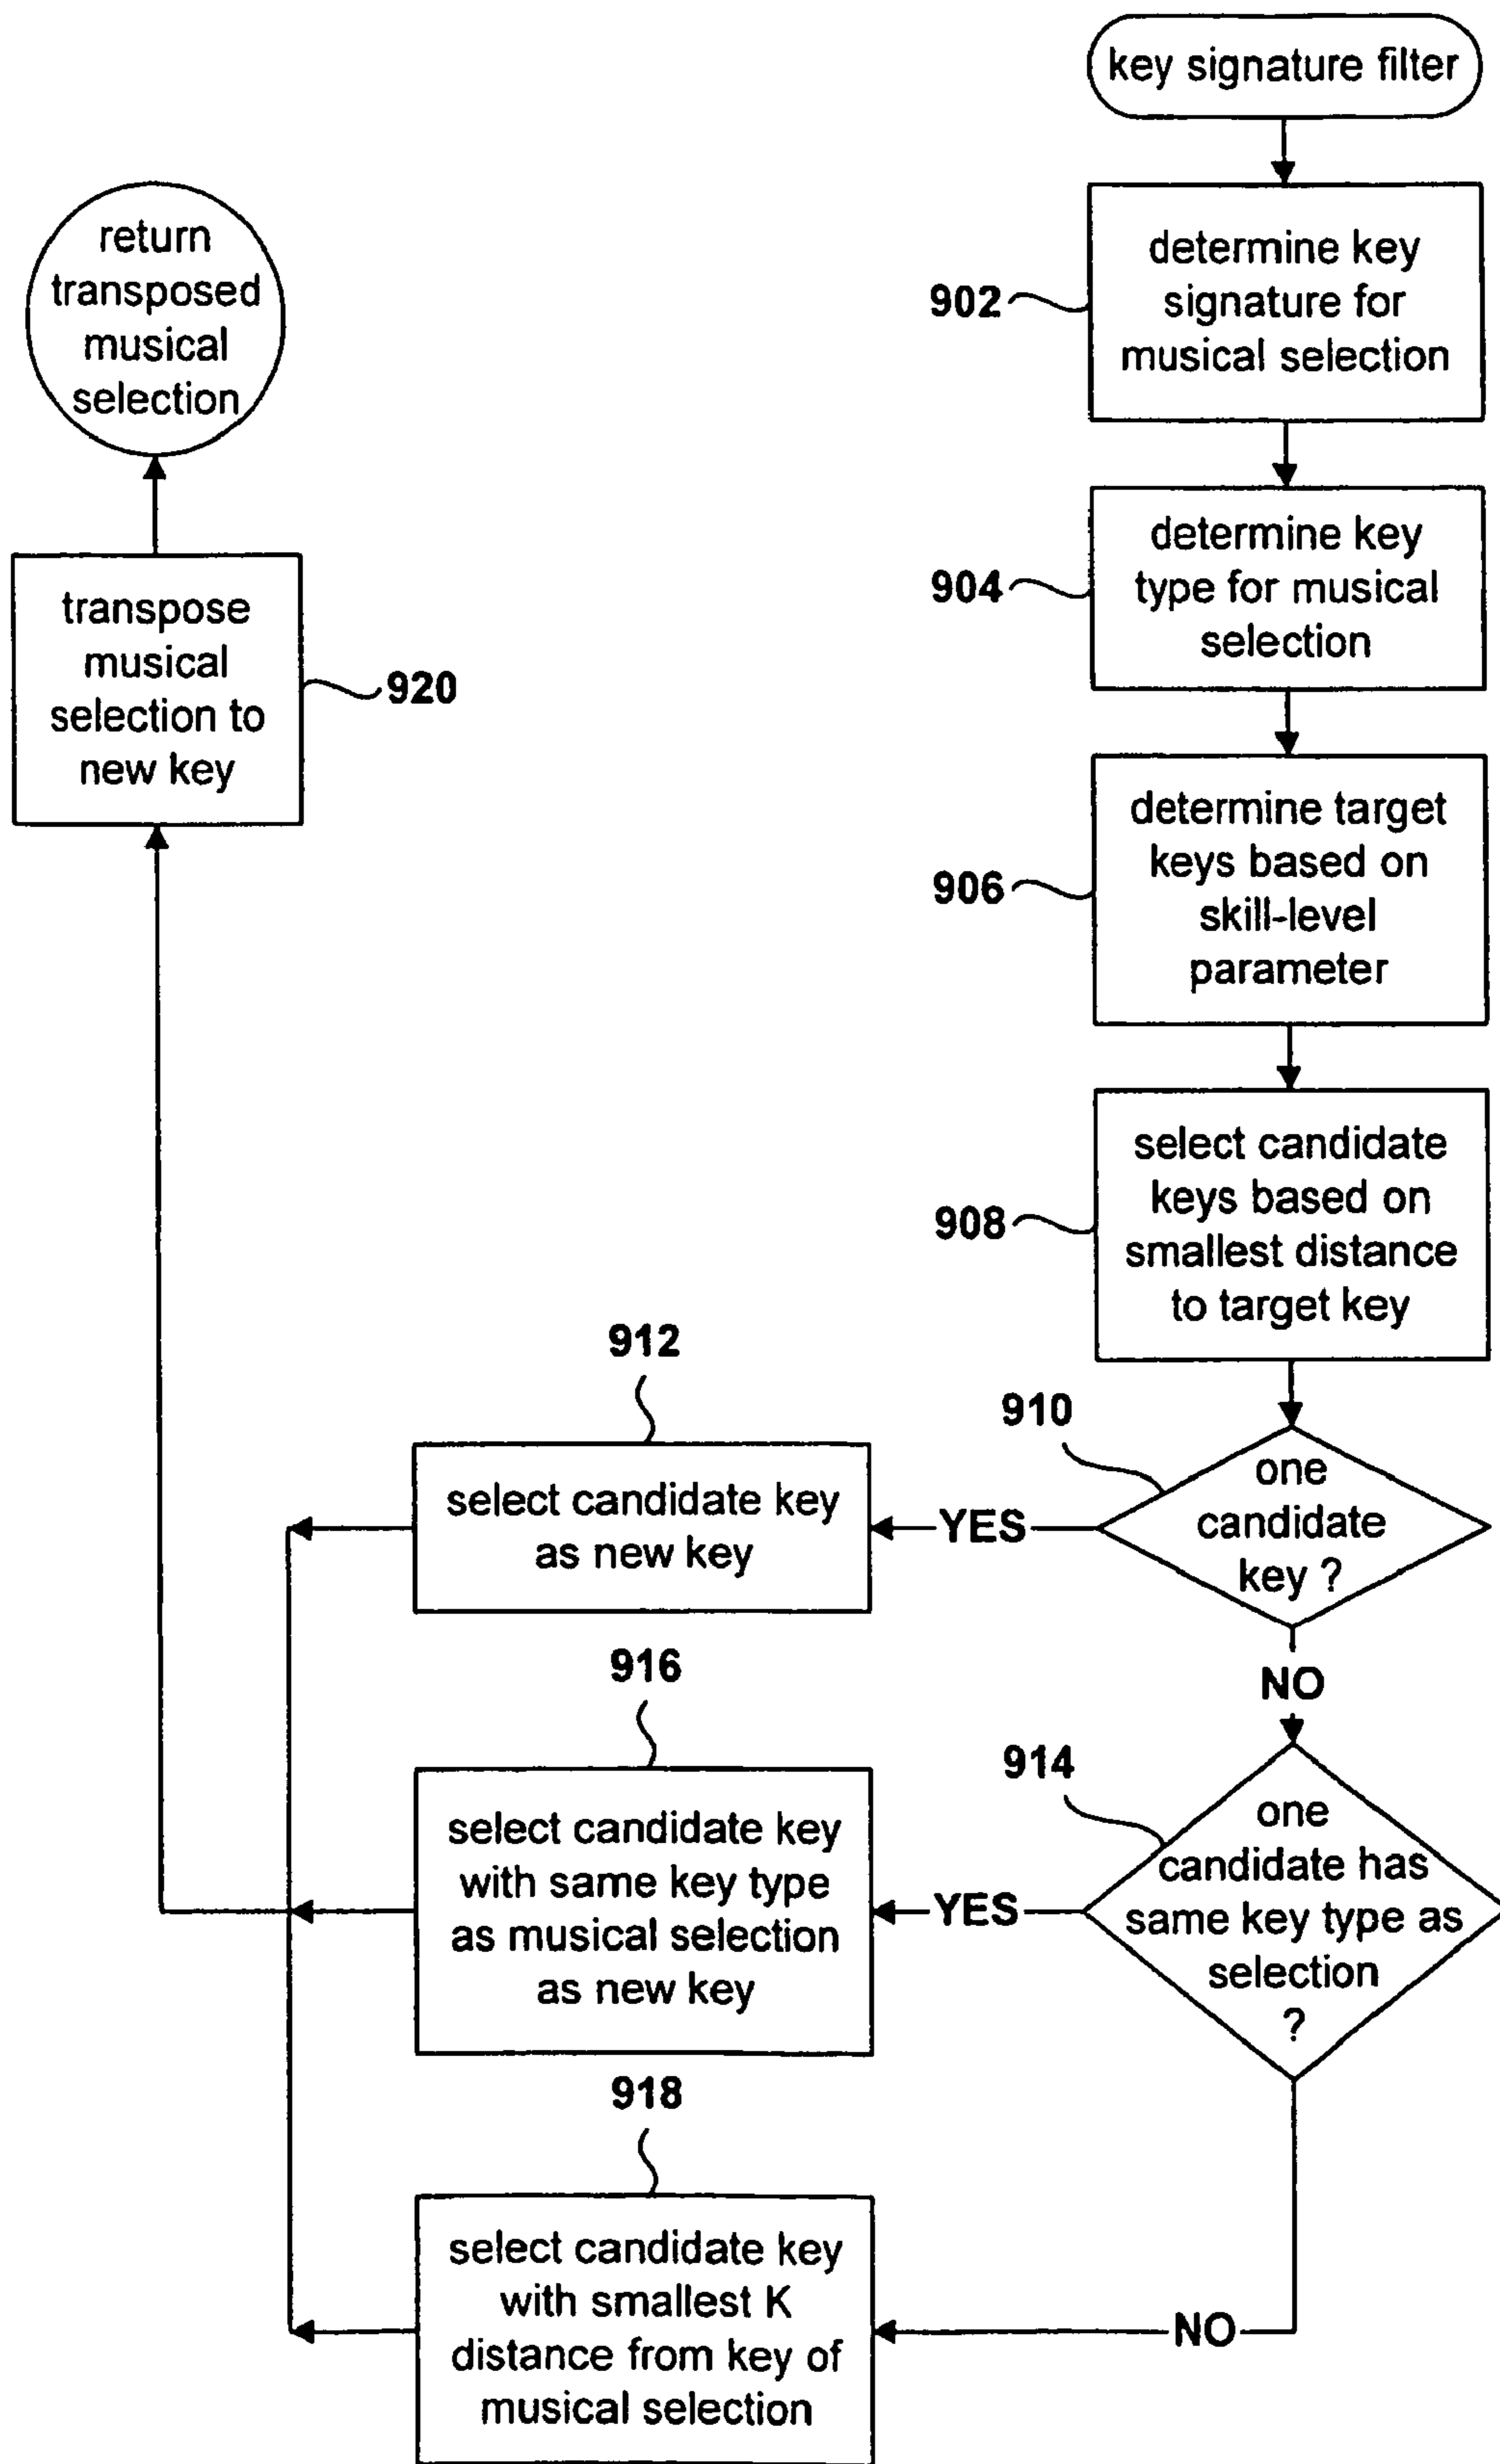 key signature filter
902
determine key
signature for
musical selection
904
determine key
type for musical
selection
906
determine target
keys based on
skill-level
parameter
908
select candidate
keys based on
smallest distance
to target key
910
one
candidate
key ?
YES
912
select candidate key
as new key
NO
914
one
candidate has
same key type as
selection
?
YES
916
select candidate key
with same key type
as musical selection
as new key
NO
918
select candidate key
with smallest K
distance from key of
musical selection
920
transpose
musical
selection to
new key
return
transposed
musical
selection